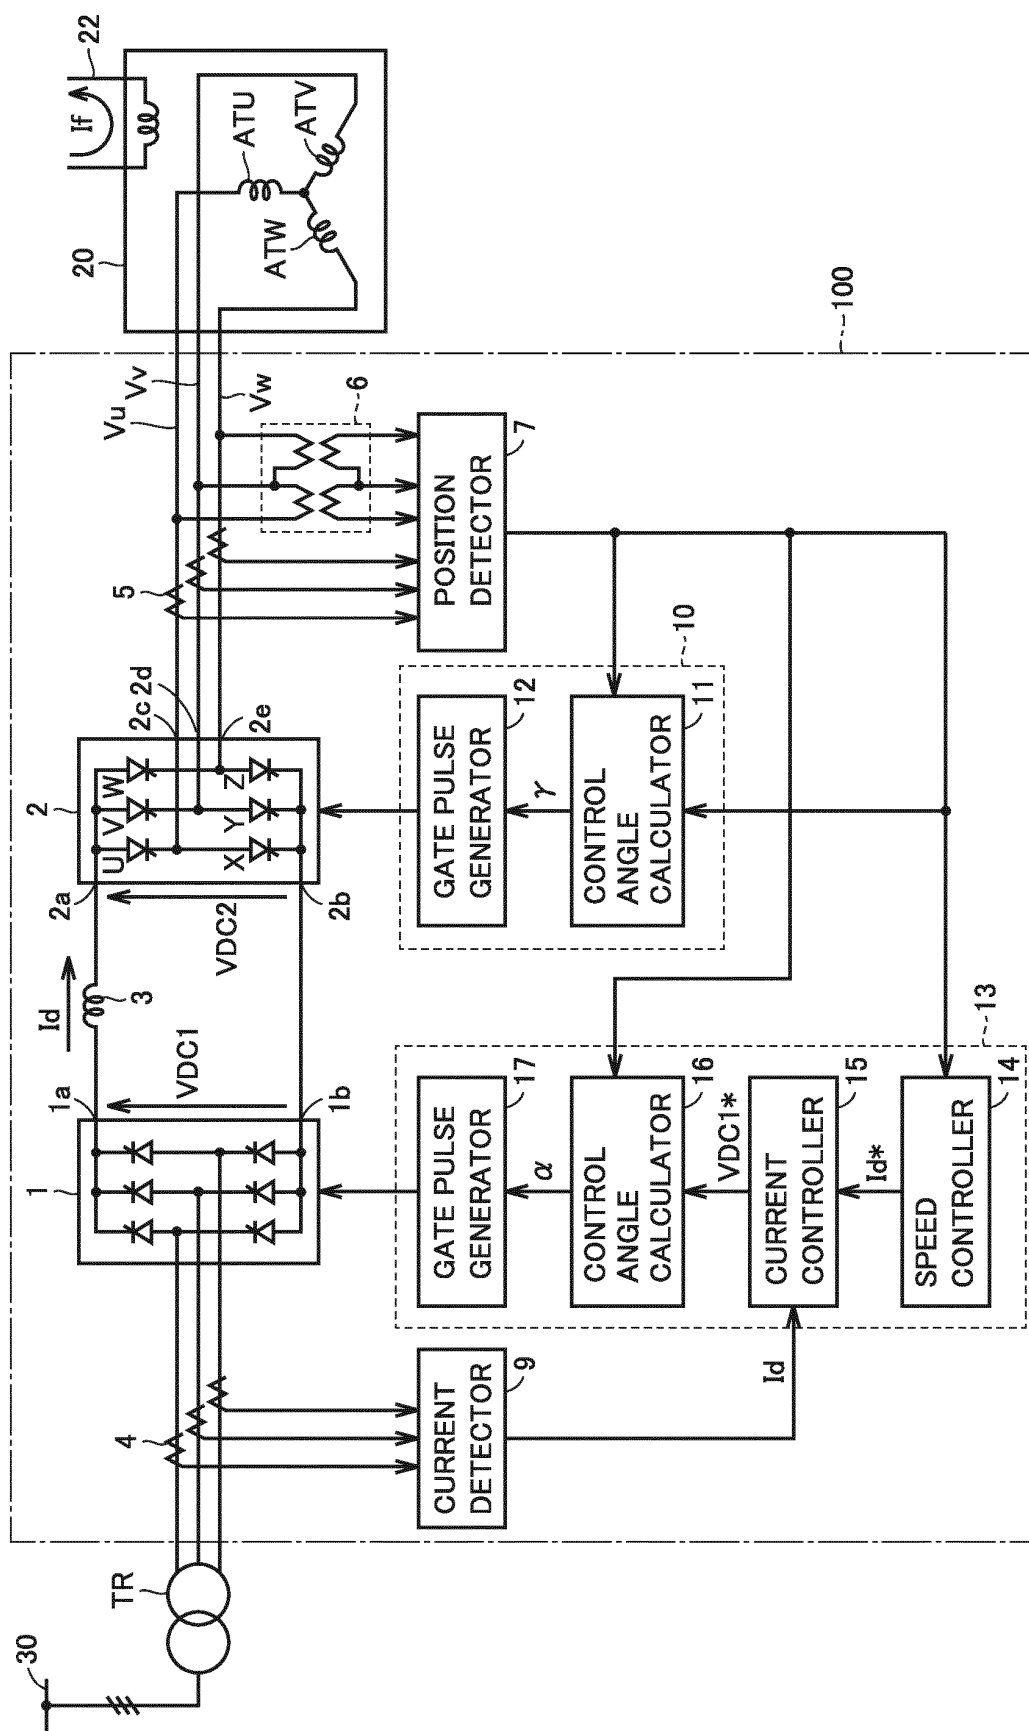 30
TR
4
1
1a
1b
VDC1
Id
3
2
2a
2b
VDC2
U
V
W
X
Y
Z
2c
2d
2e
5
Vu
Vv
Vw
6
20
ATU
ATV
ATW
If
22
100
CURRENT
DETECTOR
9
Id
GATE PULSE
GENERATOR
17
α
CONTROL
ANGLE
CALCULATOR
16
VDC1*
CURRENT
CONTROLLER
15
Id*
SPEED
CONTROLLER
14
13
GATE PULSE
GENERATOR
12
γ
CONTROL
ANGLE
CALCULATOR
11
10
POSITION
DETECTOR
7